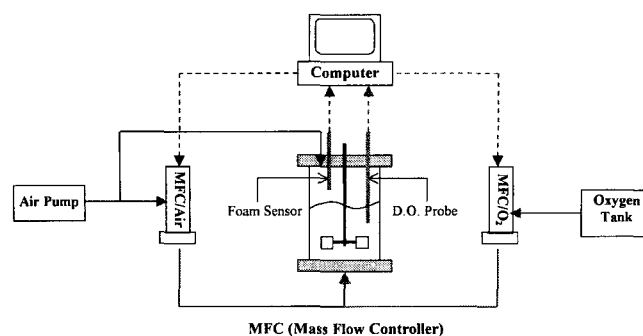 Computer
MFC/Air
MFC/O₂
Air Pump
Foam Sensor
D.O. Probe
Oxygen
Tank
MFC (Mass Flow Controller)